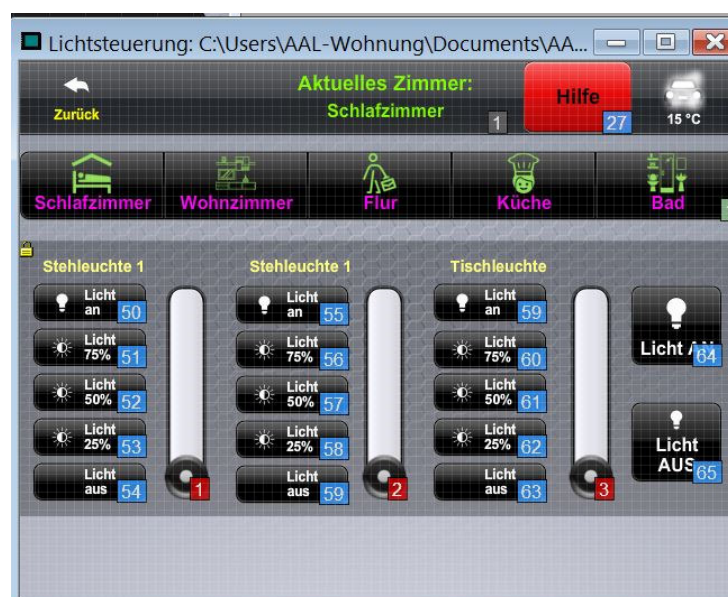 Lichtsteuerung: C:\Users\AAL-Wohnung\Documents\AA...
Aktuelles Zimmer:
Zurück
Schlafzimmer
1
Hilfe
27
15 °C
Schlafzimmer
Wohnzimmer
Flur
Küche
Bad
Stehleuchte 1
Stehleuchte 1
Tischleuchte
Licht
an 50
Licht
75% 51
Licht
50% 52
Licht
25% 53
Licht
aus 54
1
Licht
an 55
Licht
75% 56
Licht
50% 57
Licht
25% 58
Licht
aus 59
2
Licht
an 59
Licht
75% 60
Licht
50% 61
Licht
25% 62
Licht
aus 63
3
Licht AN
64
Licht
AUS
65